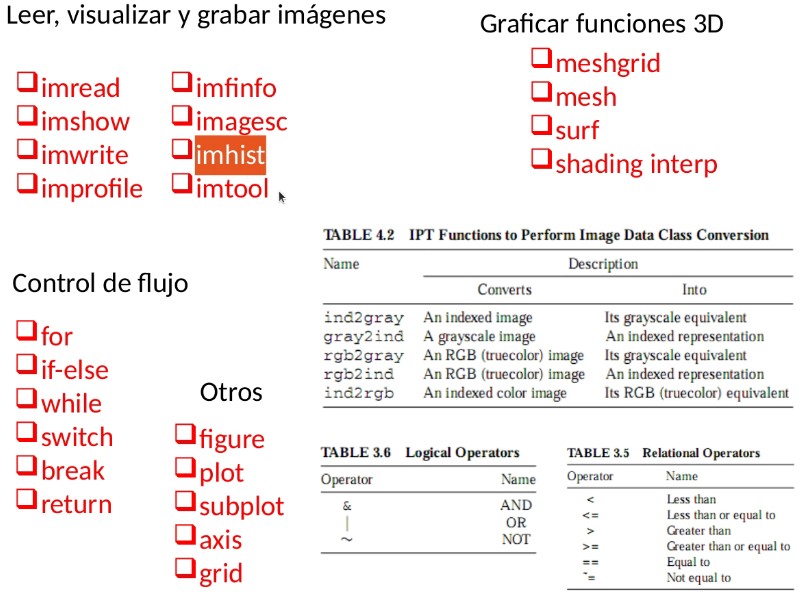 Leer, visualizar y grabar imágenes
imread
imshow
imwrite
improfile
imfinfo
imagesc
imhist
imtool
Graficar funciones 3D
meshgrid
mesh
surf
shading interp
TABLE 4.2 IPT Functions to Perform Image Data Class Conversion
Name Description
Converts Into
ind2gray An indexed image Its grayscale equivalent
gray2ind A grayscale image An indexed representation
rgb2gray An RGB (truecolor) image Its grayscale equivalent
rgb2ind An RGB (truecolor) image An indexed representation
ind2rgb An indexed color image Its RGB (truecolor) equivalent
Control de flujo
for
if-else
while
switch
break
return
Otros
figure
plot
subplot
axis
grid
TABLE 3.6 Logical Operators
Operator Name
& AND
| OR
~ NOT
TABLE 3.5 Relational Operators
Operator Name
< Less than
<= Less than or equal to
> Greater than
>= Greater than or equal to
== Equal to
~= Not equal to